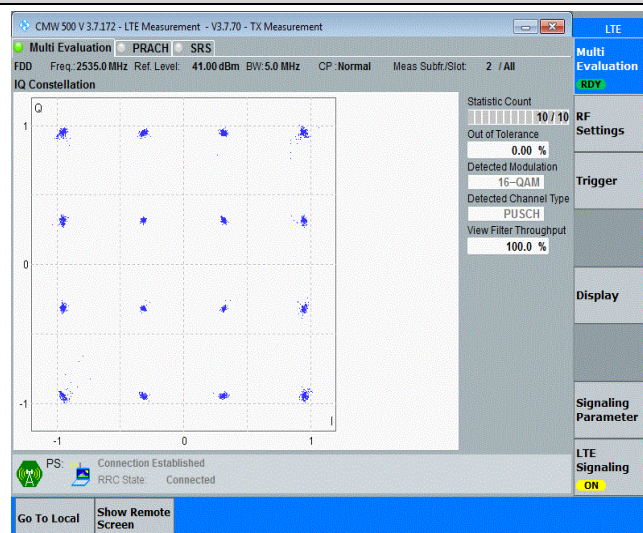 CMW 500 V 3.7.172 - LTE Measurement - V3.7.70 - TX Measurement
LTE
Multi Evaluation PRACH SRS
FDD Freq.: 2535.0 MHz Ref. Level: 41.00 dBm BW: 5.0 MHz CP : Normal Meas Subfr./Slot: 2 / All
IQ Constellation
Q
1
0
-1
-1 0 1
I
Statistic Count
10 / 10
Out of Tolerance
0.00 %
Detected Modulation
16-QAM
Detected Channel Type
PUSCH
View Filter Throughput
100.0 %
Multi
Evaluation
RDY
RF
Settings
Trigger
Display
Signaling
Parameter
LTE
Signaling
ON
PS: Connection Established
RRC State: Connected
Go To Local
Show Remote
Screen